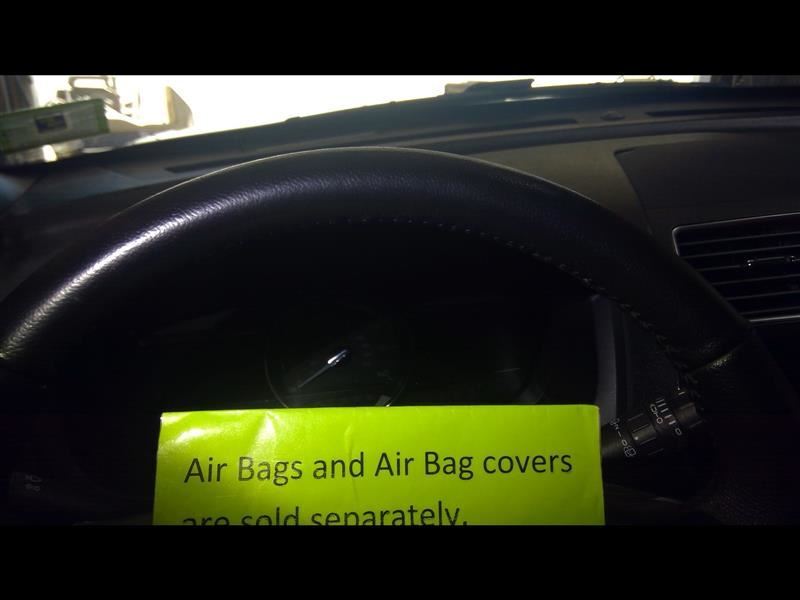 Air Bags and Air Bag covers
are sold separately.